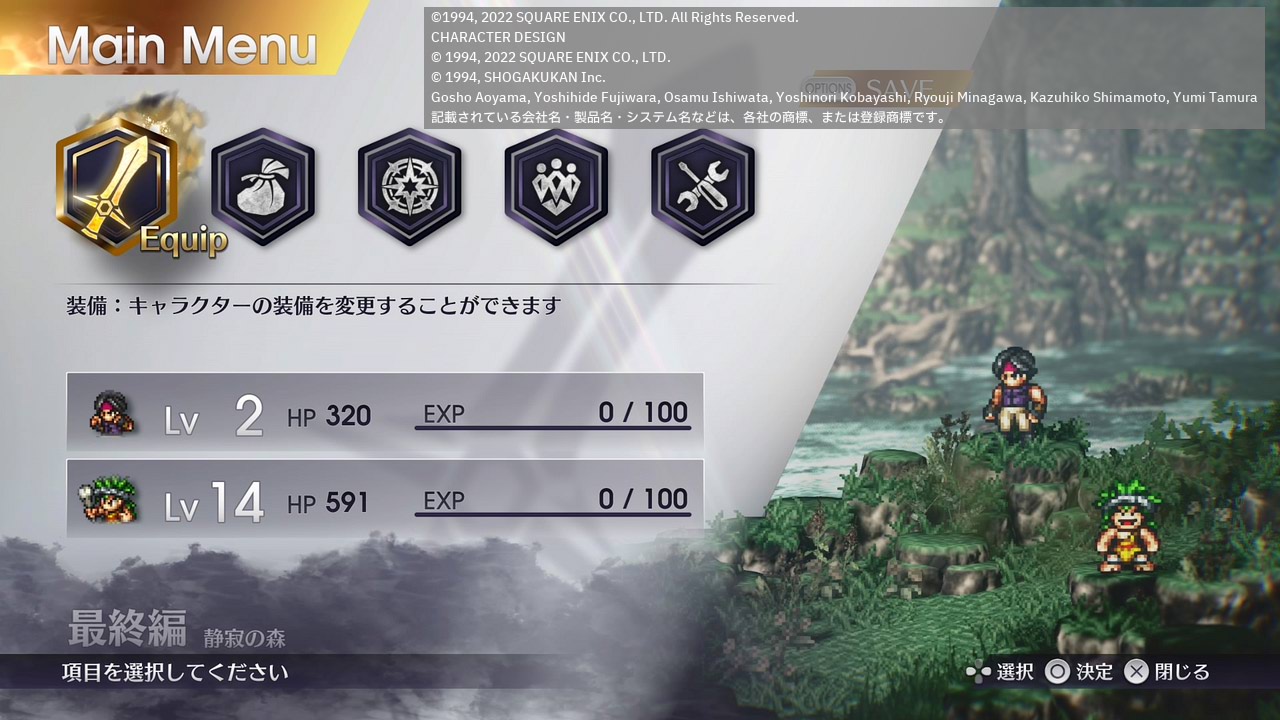 Main Menu
©1994, 2022 SQUARE ENIX CO., LTD. All Rights Reserved.
CHARACTER DESIGN
© 1994, 2022 SQUARE ENIX CO., LTD.
© 1994, SHOGAKUKAN Inc.
OPTIONS SAVE
Gosho Aoyama, Yoshihide Fujiwara, Osamu Ishiwata, Yoshinori Kobayashi, Ryouji Minagawa, Kazuhiko Shimamoto, Yumi Tamura
記載されている会社名・製品名・システム名などは、各社の商標、または登録商標です。
Equip
装備：キャラクターの装備を変更することができます
Lv 2 HP 320 EXP 0 / 100
Lv 14 HP 591 EXP 0 / 100
最終編 静寂の森
項目を選択してください
選択 決定 閉じる